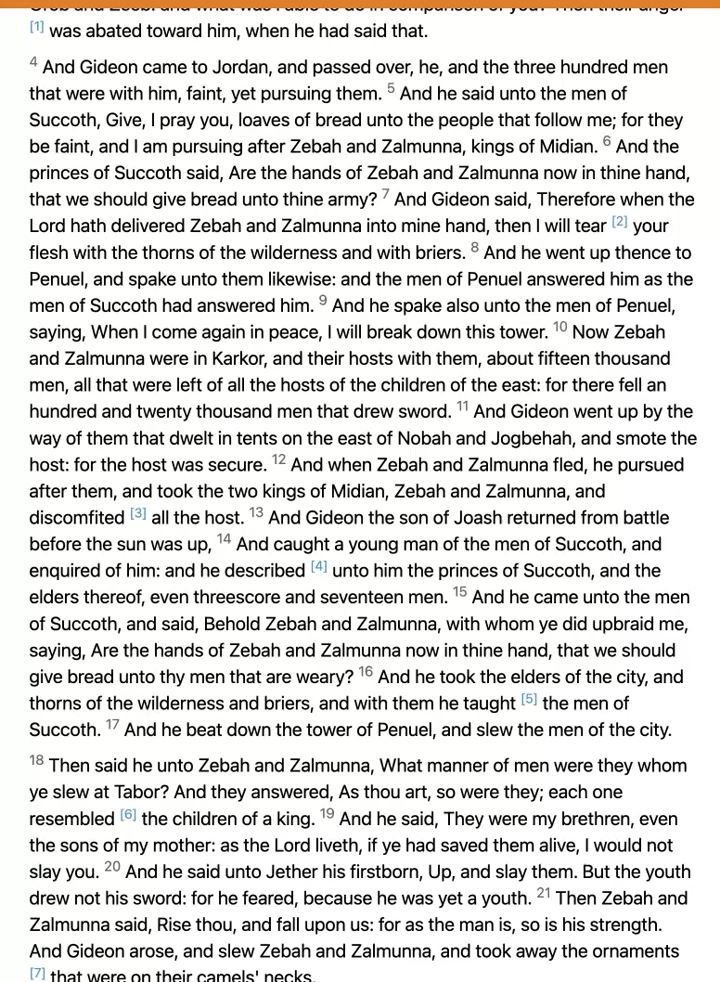 [1] was abated toward him, when he had said that.
4 And Gideon came to Jordan, and passed over, he, and the three hundred men
that were with him, faint, yet pursuing them. 5 And he said unto the men of
Succoth, Give, I pray you, loaves of bread unto the people that follow me; for they
be faint, and I am pursuing after Zebah and Zalmunna, kings of Midian. 6 And the
princes of Succoth said, Are the hands of Zebah and Zalmunna now in thine hand,
that we should give bread unto thine army? 7 And Gideon said, Therefore when the
Lord hath delivered Zebah and Zalmunna into mine hand, then I will tear [2] your
flesh with the thorns of the wilderness and with briers. 8 And he went up thence to
Penuel, and spake unto them likewise: and the men of Penuel answered him as the
men of Succoth had answered him. 9 And he spake also unto the men of Penuel,
saying, When I come again in peace, I will break down this tower. 10 Now Zebah
and Zalmunna were in Karkor, and their hosts with them, about fifteen thousand
men, all that were left of all the hosts of the children of the east: for there fell an
hundred and twenty thousand men that drew sword. 11 And Gideon went up by the
way of them that dwelt in tents on the east of Nobah and Jogbehah, and smote the
host: for the host was secure. 12 And when Zebah and Zalmunna fled, he pursued
after them, and took the two kings of Midian, Zebah and Zalmunna, and
discomfited [3] all the host. 13 And Gideon the son of Joash returned from battle
before the sun was up, 14 And caught a young man of the men of Succoth, and
enquired of him: and he described [4] unto him the princes of Succoth, and the
elders thereof, even threescore and seventeen men. 15 And he came unto the men
of Succoth, and said, Behold Zebah and Zalmunna, with whom ye did upbraid me,
saying, Are the hands of Zebah and Zalmunna now in thine hand, that we should
give bread unto thy men that are weary? 16 And he took the elders of the city, and
thorns of the wilderness and briers, and with them he taught [5] the men of
Succoth. 17 And he beat down the tower of Penuel, and slew the men of the city.
18 Then said he unto Zebah and Zalmunna, What manner of men were they whom
ye slew at Tabor? And they answered, As thou art, so were they; each one
resembled [6] the children of a king. 19 And he said, They were my brethren, even
the sons of my mother: as the Lord liveth, if ye had saved them alive, I would not
slay you. 20 And he said unto Jether his firstborn, Up, and slay them. But the youth
drew not his sword: for he feared, because he was yet a youth. 21 Then Zebah and
Zalmunna said, Rise thou, and fall upon us: for as the man is, so is his strength.
And Gideon arose, and slew Zebah and Zalmunna, and took away the ornaments
[7] that were on their camels' necks.